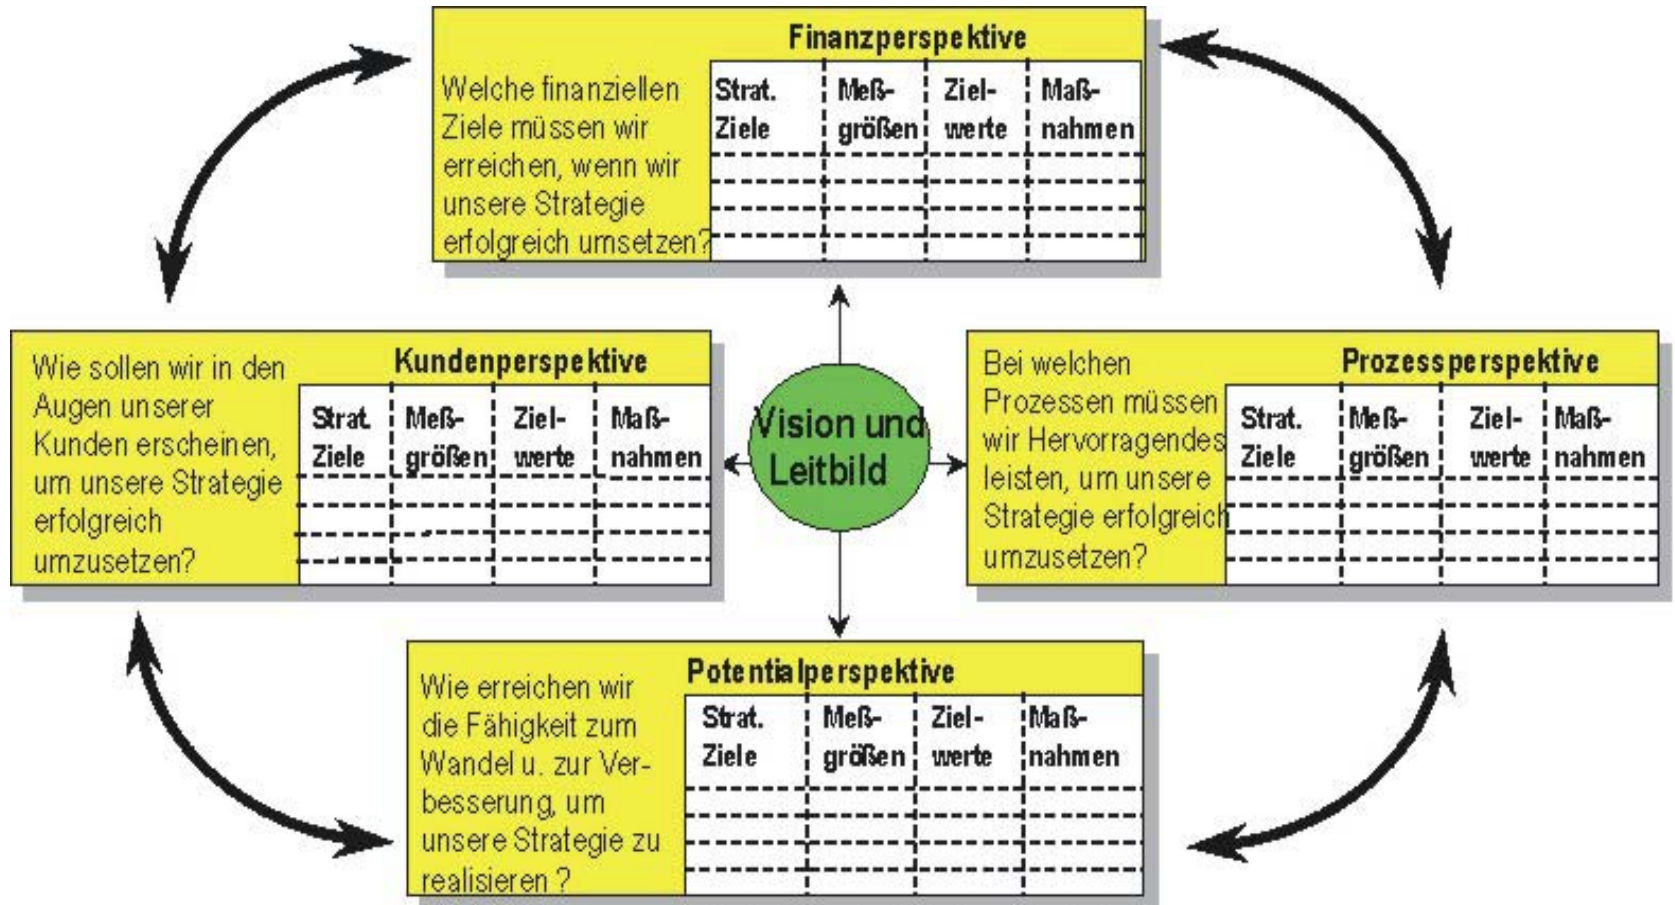 Finanzperspektive
Welche finanziellen
Ziele müssen wir
erreichen, wenn wir
unsere Strategie
erfolgreich umsetzen?
Strat. Meß- Ziel- Maß-
Ziele größen werte nahmen
Kundenperspektive
Wie sollen wir in den
Augen unserer
Kunden erscheinen,
um unsere Strategie
erfolgreich
umzusetzen?
Strat. Meß- Ziel- Maß-
Ziele größen werte nahmen
Vision und
Leitbild
Prozessperspektive
Bei welchen
Prozessen müssen
wir Hervorragendes
leisten, um unsere
Strategie erfolgreich
umzusetzen?
Strat. Meß- Ziel- Maß-
Ziele größen werte nahmen
Potentialperspektive
Wie erreichen wir
die Fähigkeit zum
Wandel u. zur Ver-
besserung, um
unsere Strategie zu
realisieren ?
Strat. Meß- Ziel- Maß-
Ziele größen werte nahmen